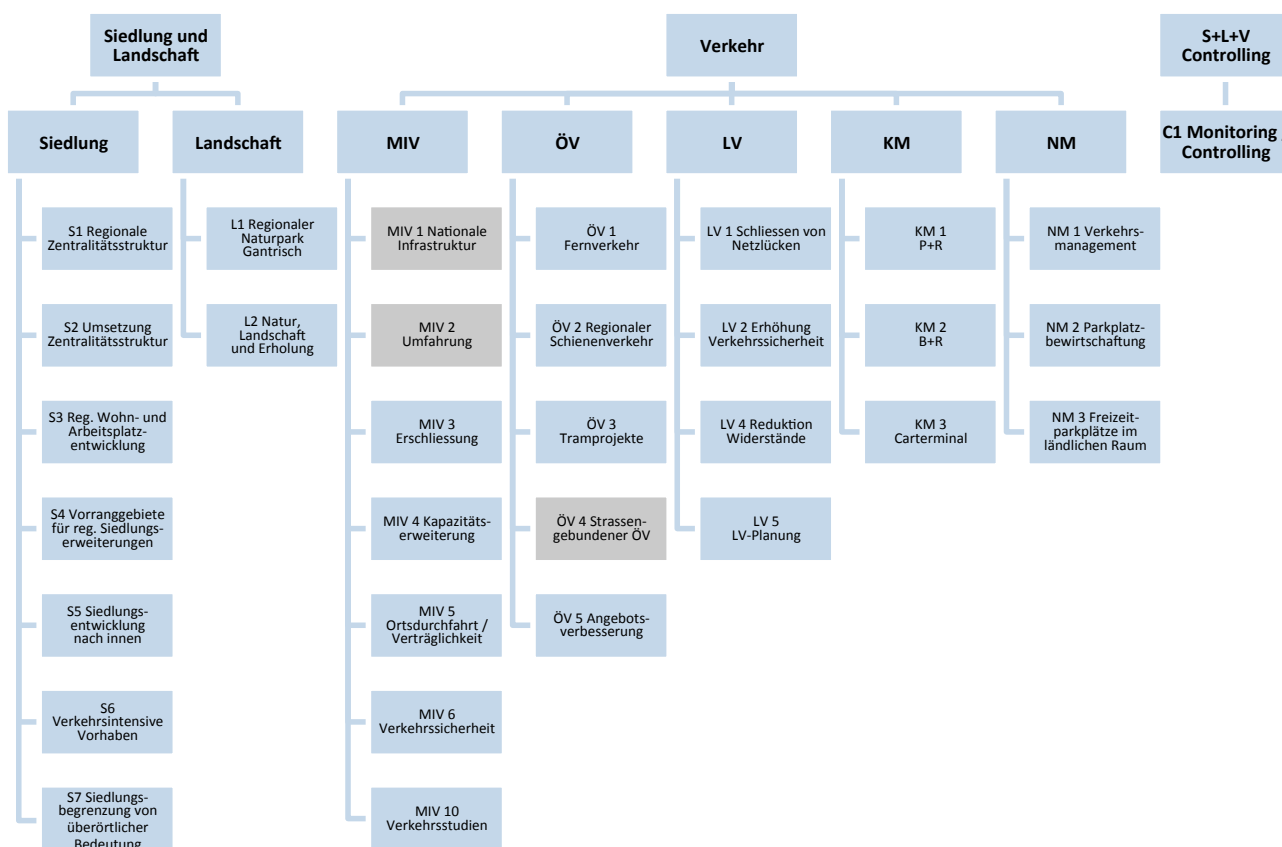 Siedlung und
Landschaft
Verkehr
S+L+V
Controlling
Siedlung
Landschaft
MIV
ÖV
LV
KM
NM
C1 Monitoring /
Controlling
S1 Regionale
Zentralitätsstruktur
L1 Regionaler
Naturpark
Gantrisch
MIV 1 Nationale
Infrastruktur
ÖV 1
Fernverkehr
LV 1 Schliessen von
Netzlücken
KM 1
P+R
NM 1 Verkehrs-
management
S2 Umsetzung
Zentralitätsstruktur
L2 Natur,
Landschaft
und Erholung
MIV 2
Umfahrung
ÖV 2 Regionaler
Schienenverkehr
LV 2 Erhöhung
Verkehrssicherheit
KM 2
B+R
NM 2 Parkplatz-
bewirtschaftung
S3 Reg. Wohn- und
Arbeitsplatz-
entwicklung
MIV 3
Erschliessung
ÖV 3
Tramprojekte
LV 4 Reduktion
Widerstände
KM 3
Carterminal
NM 3 Freizeit-
parkplätze im
ländlichen Raum
S4 Vorranggebiete
für reg. Siedlungs-
erweiterungen
MIV 4 Kapazitäts-
erweiterung
ÖV 4 Strassen-
gebundener ÖV
LV 5
LV-Planung
S5 Siedlungs-
entwicklung
nach innen
MIV 5
Ortsdurchfahrt /
Verträglichkeit
ÖV 5 Angebots-
verbesserung
S6
Verkehrsintensive
Vorhaben
MIV 6
Verkehrssicherheit
S7 Siedlungs-
begrenzung von
überörtlicher
Bedeutung
MIV 10
Verkehrsstudien